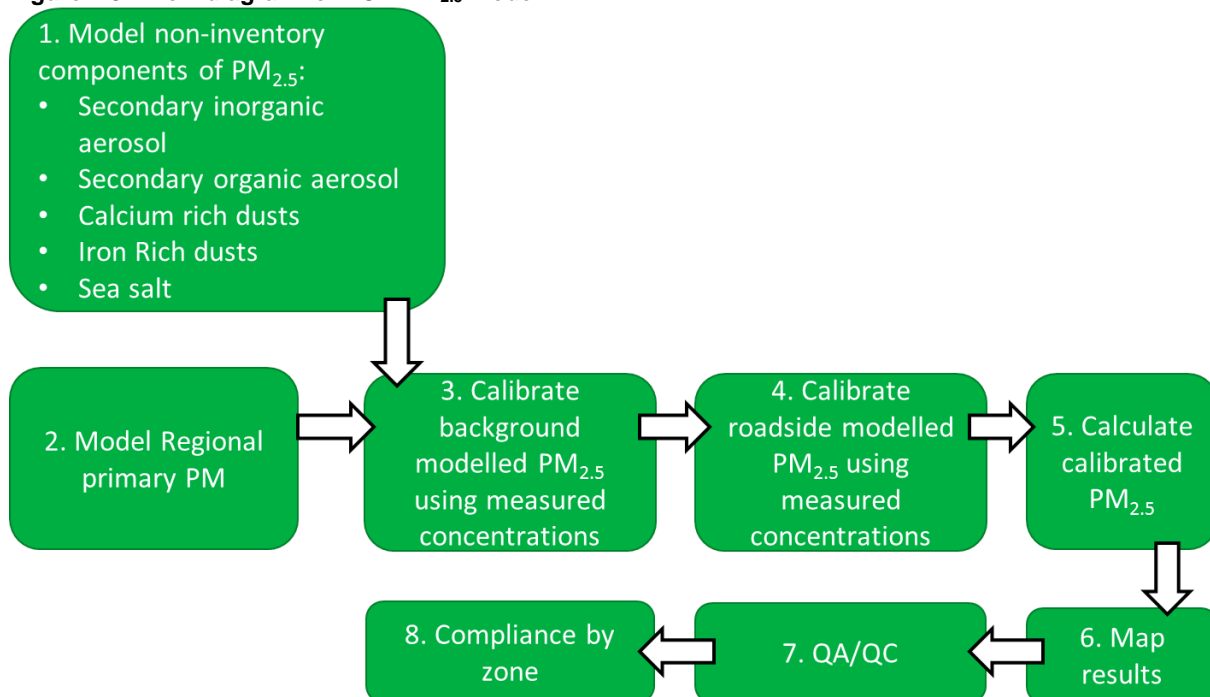 1. Model non-inventory
components of PM2.5:
• Secondary inorganic
aerosol
• Secondary organic aerosol
• Calcium rich dusts
• Iron Rich dusts
• Sea salt
2. Model Regional
primary PM
3. Calibrate
background
modelled PM2.5
using measured
concentrations
4. Calibrate
roadside modelled
PM2.5 using
measured
concentrations
5. Calculate
calibrated
PM2.5
6. Map
results
7. QA/QC
8. Compliance by
zone